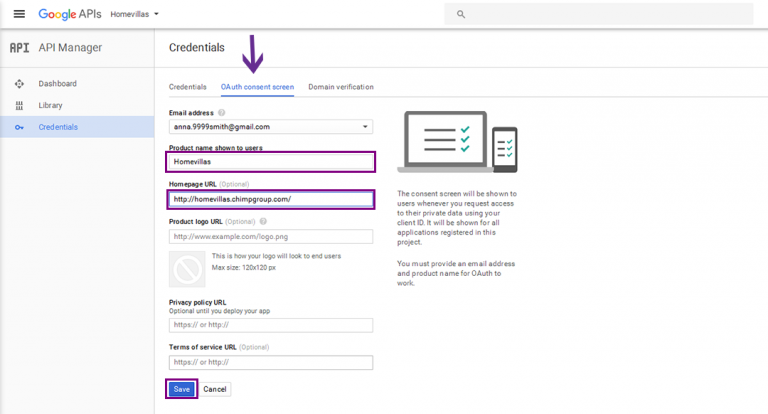 Google APIs Homevillas
API API Manager
Credentials
Dashboard
Library
Credentials
Credentials OAuth consent screen Domain verification
Email address
anna.9999smith@gmail.com
Product name shown to users
Homevillas
Homepage URL (Optional)
http://homevillas.chimpgroup.com/
Product logo URL (Optional)
http://www.example.com/logo.png
This is how your logo will look to end users
Max size: 120x120 px
Privacy policy URL
Optional until you deploy your app
https:// or http://
Terms of service URL (Optional)
https:// or http://
Save Cancel
The consent screen will be shown to
users whenever you request access
to their private data using your
client ID. It will be shown for all
applications registered in this
project.
You must provide an email address
and product name for OAuth to
work.